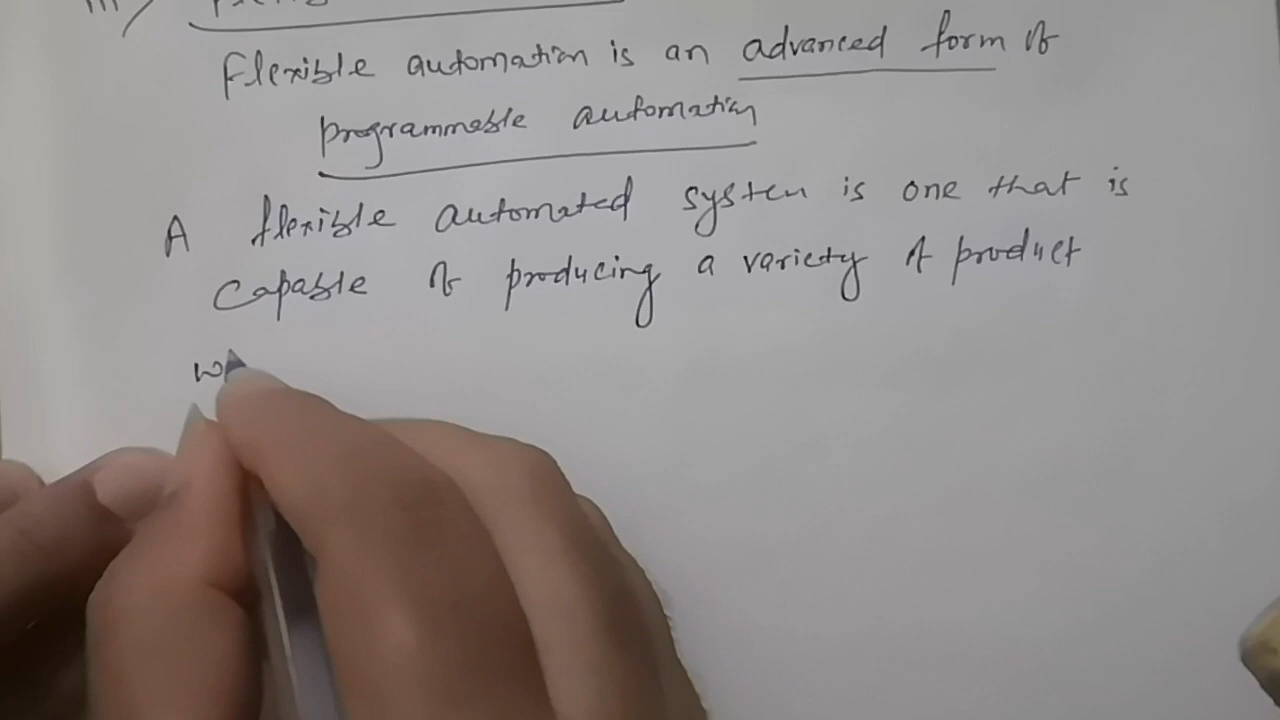 Flexible automation is an advanced form of
programmable automation
A flexible automated system is one that is
capable of producing a variety of product